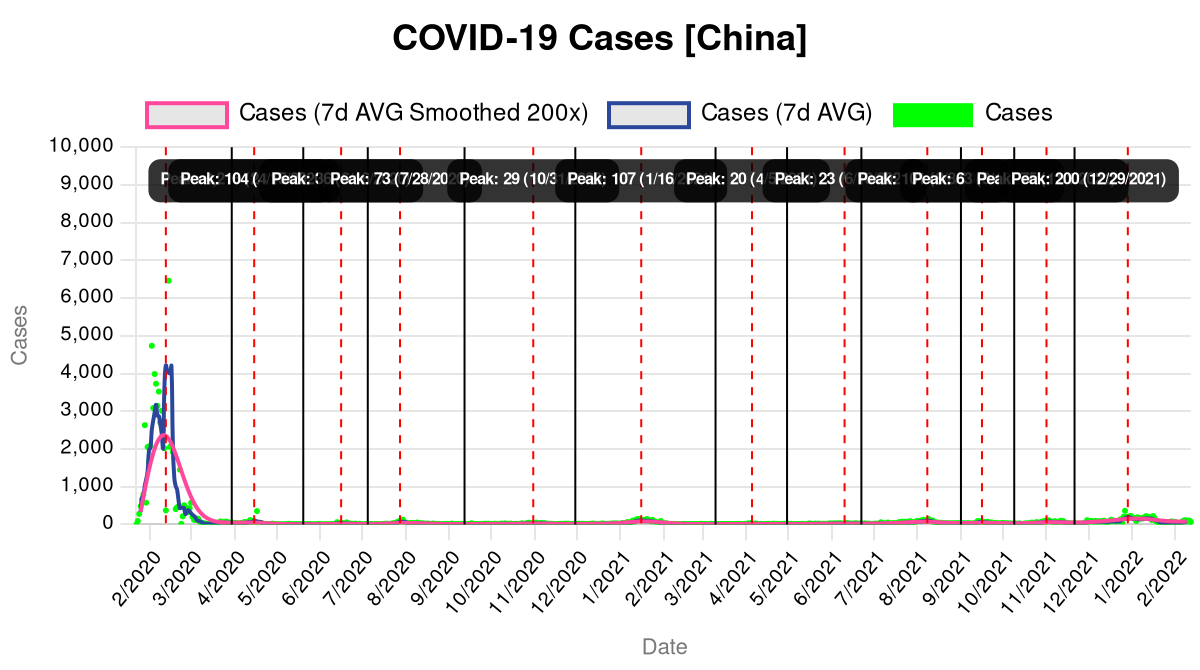 COVID-19 Cases [China]
Cases (7d AVG Smoothed 200x) Cases (7d AVG) Cases
10,000
9,000
8,000
7,000
6,000
5,000
4,000
3,000
2,000
1,000
0
Cases
Peak: 104 (4/ Peak: Peak: 73 (7/28/20 Peak: 29 (10/3 Peak: 107 (1/16/ Peak: 20 (4/ Peak: 23 (6/ Peak: Peak: 63 Peak: 200 (12/29/2021)
2/2020 3/2020 4/2020 5/2020 6/2020 7/2020 8/2020 9/2020 10/2020 11/2020 12/2020 1/2021 2/2021 3/2021 4/2021 5/2021 6/2021 7/2021 8/2021 9/2021 10/2021 11/2021 12/2021 1/2022 2/2022
Date